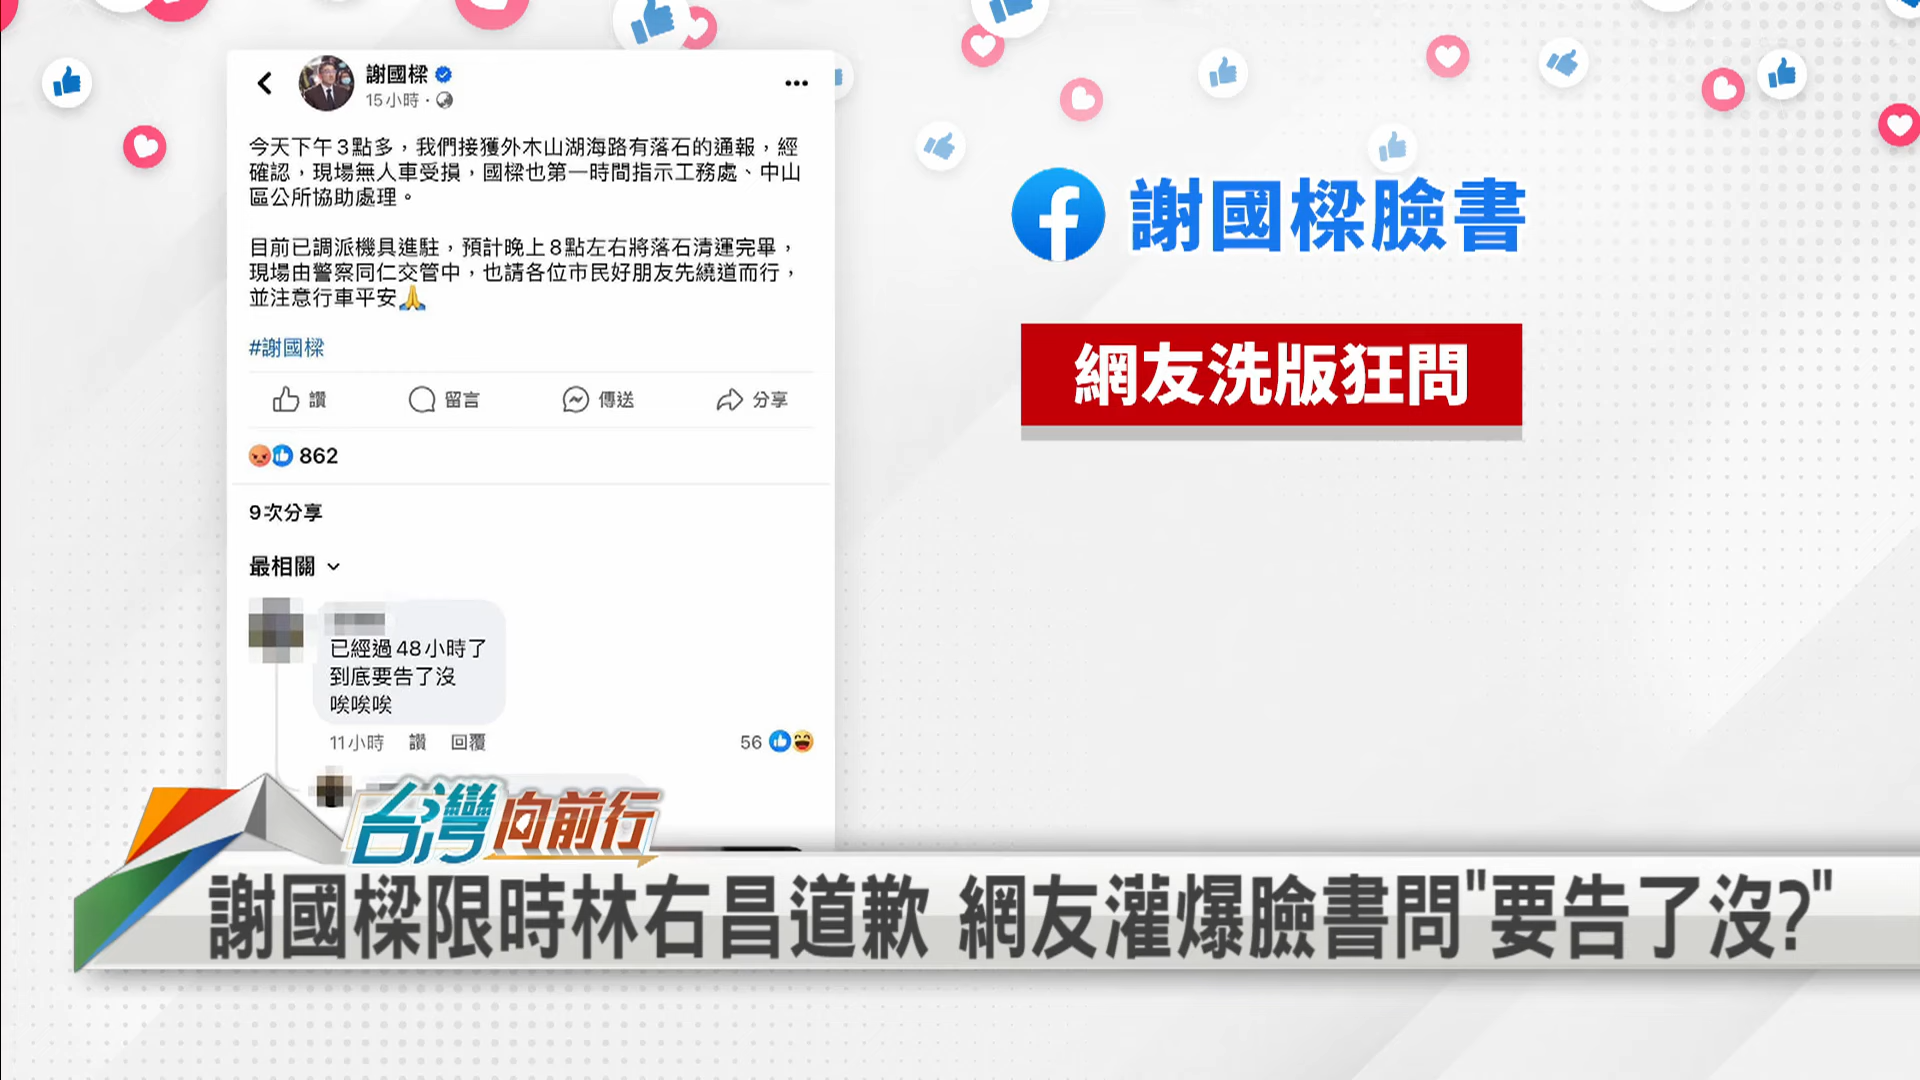 謝國樑
15小時
今天下午3點多，我們接獲外木山湖海路有落石的通報，經
確認，現場無人車受損，國樑也第一時間指示工務處、中山
區公所協助處理。
目前已調派機具進駐，預計晚上8點左右將落石清運完畢，
現場由警察同仁交管中，也請各位市民好朋友先繞道而行，
並注意行車平安🙏
#謝國樑
讚 留言 傳送 分享
862
9次分享
最相關
已經過48小時了
到底要告了沒
唉唉唉
11小時 讚 回覆 56
謝國樑臉書
網友洗版狂問
台灣向前行
謝國樑限時林右昌道歉 網友灌爆臉書問"要告了沒?"